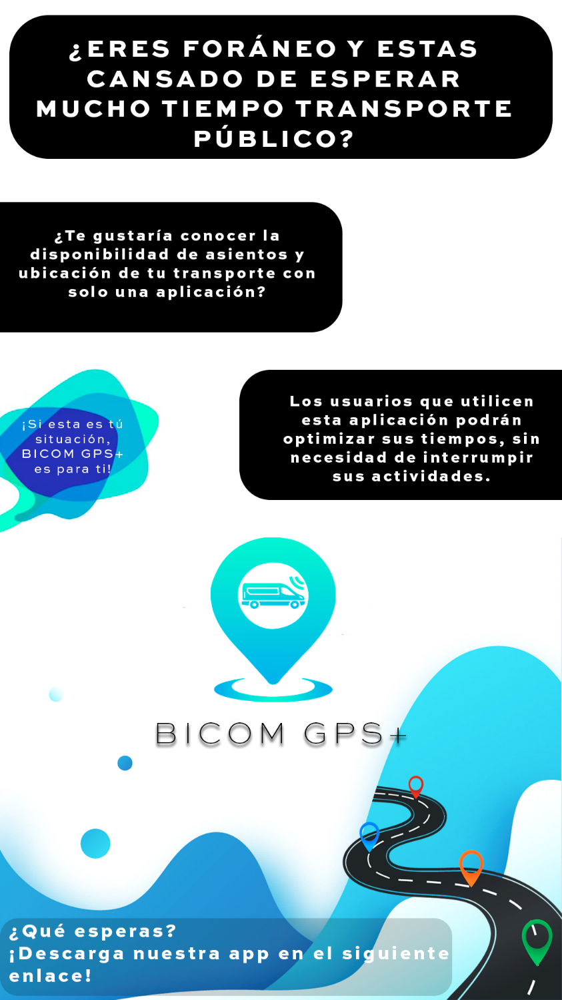 ¿ERES FORÁNEO Y ESTAS
CANSADO DE ESPERAR
MUCHO TIEMPO TRANSPORTE
PÚBLICO?
¿Te gustaría conocer la
disponibilidad de asientos y
ubicación de tu transporte con
solo una aplicación?
¡Si esta es tú
situación,
BICOM GPS+
es para ti!
Los usuarios que utilicen
esta aplicación podrán
optimizar sus tiempos, sin
necesidad de interrumpir
sus actividades.
BICOM GPS+
¿Qué esperas?
¡Descarga nuestra app en el siguiente
enlace!